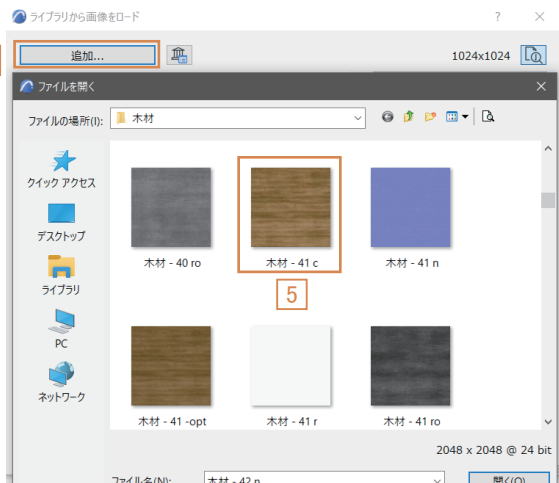 ライブラリから画像をロード
追加...
1024x1024
ファイルを開く
ファイルの場所(I):
木材
クイック アクセス
デスクトップ
ライブラリ
PC
ネットワーク
木材 - 40 ro
木材 - 41 c
木材 - 41 n
5
木材 - 41 -opt
木材 - 41 r
木材 - 41 ro
2048 x 2048 @ 24 bit
ファイル名(N):
木材 - 42 n
開く(O)